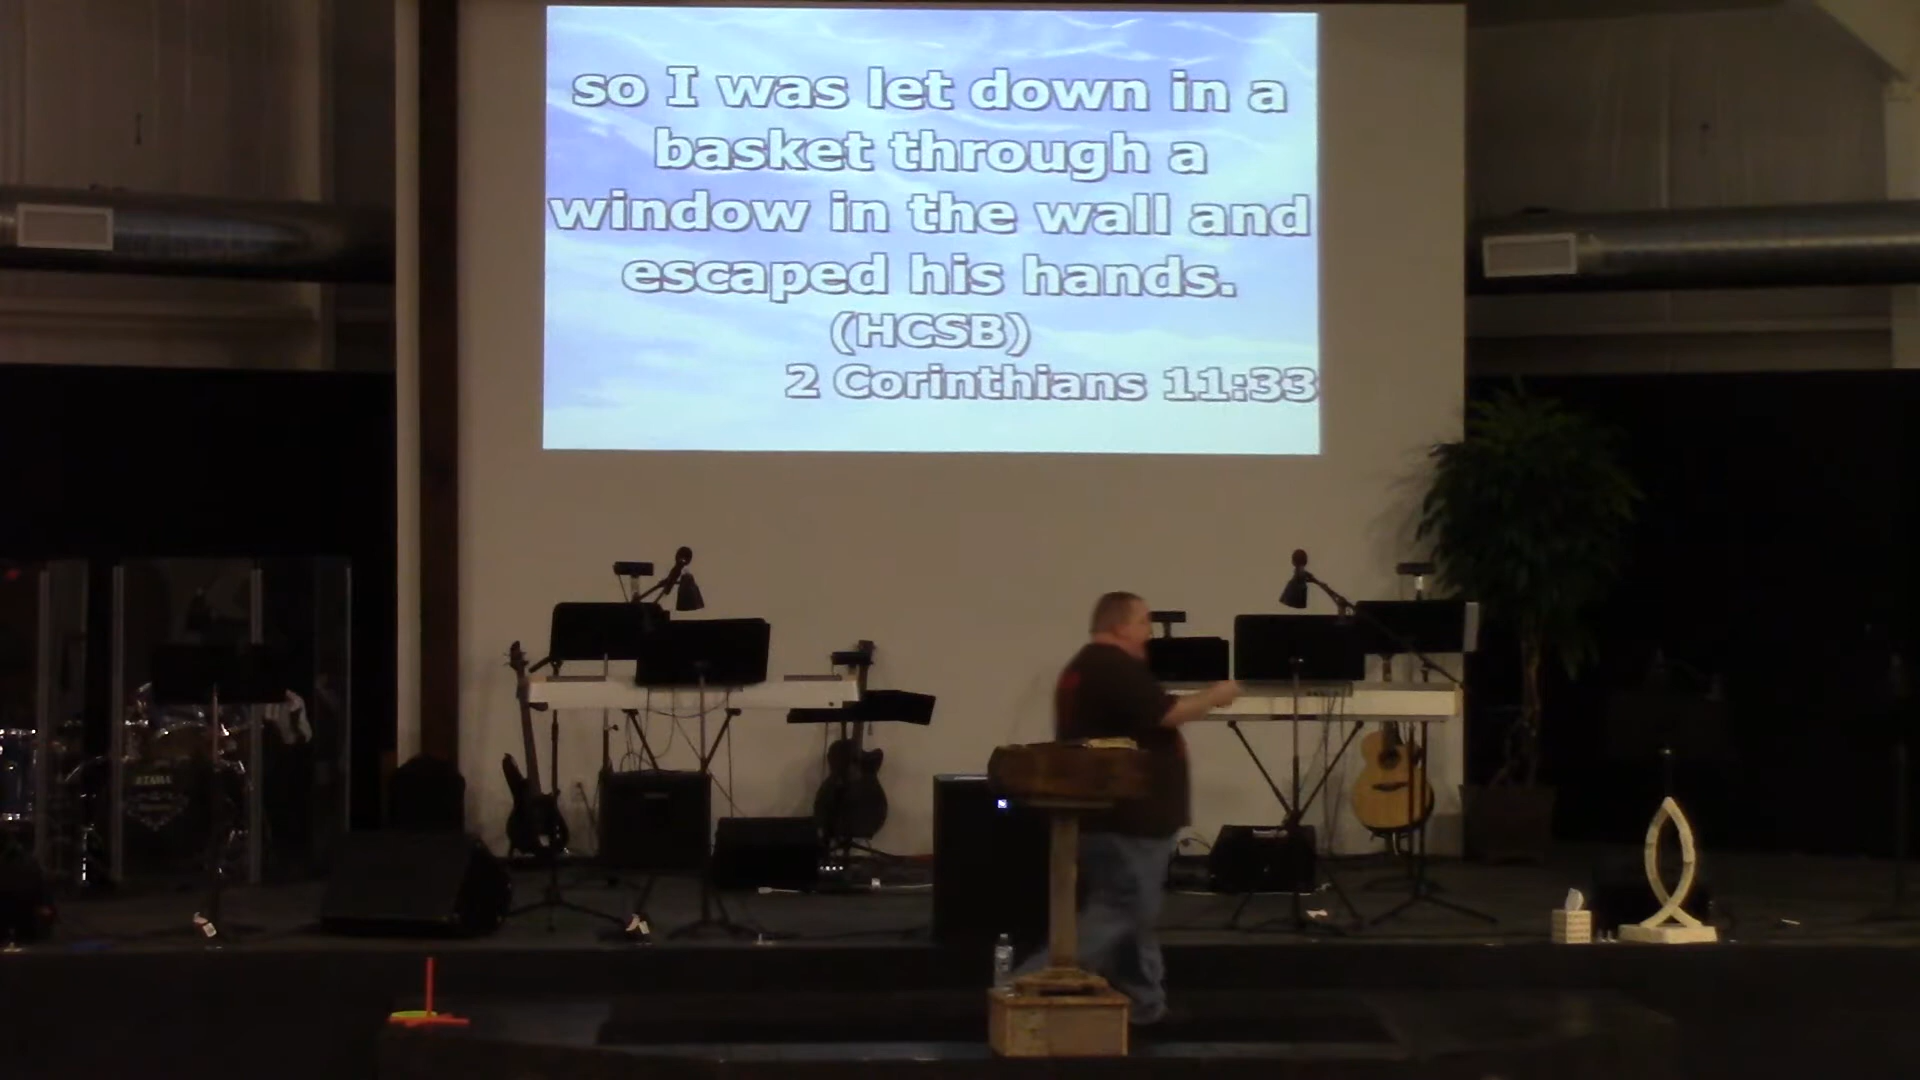 so I was let down in a
basket through a
window in the wall and
escaped his hands.
(HCSB)
2 Corinthians 11:33
TAMA